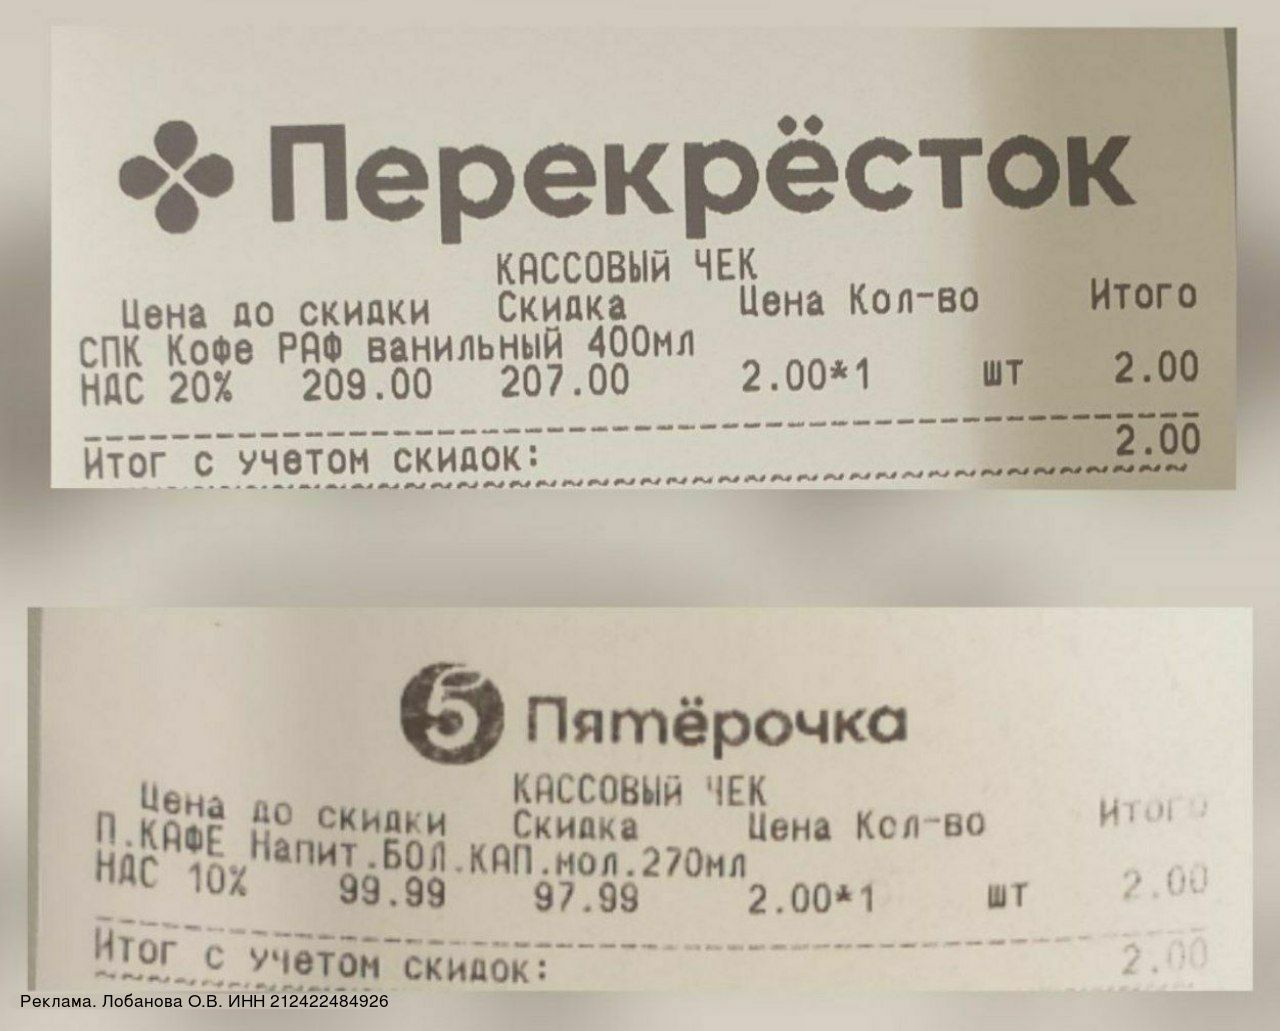 Перекрёсток
КАССОВЫЙ ЧЕК
Цена до скидки Скидка Цена Кол-во Итого
СПК Кофе РАФ ванильный 400мл
НДС 20% 209.00 207.00 2.00*1 шт 2.00
Итог с учетом скидок: 2.00
5 Пятёрочка
КАССОВЫЙ ЧЕК
Цена до скидки Скидка Цена Кол-во Итого
П.КАФЕ Напит.БОЛ.КАП.мол.270мл
НДС 10% 99.99 97.99 2.00*1 шт 2.00
Итог с учетом скидок: 2.00
Реклама. Лобанова О.В. ИНН 212422484926